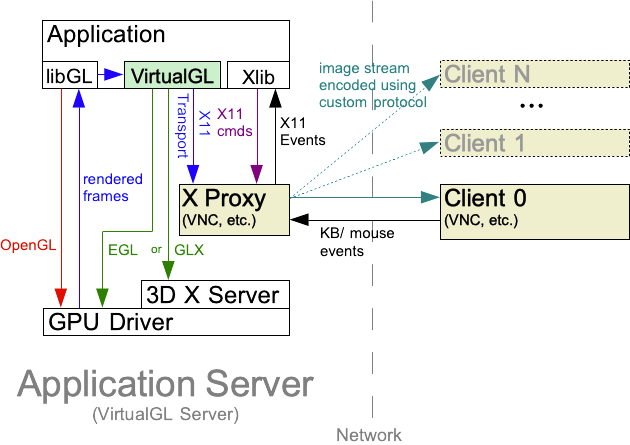 Application
libGL
VirtualGL
Xlib
image stream
encoded using
custom protocol
Client N
...
X11
Transport
X11
cmds
X11
Events
Client 1
rendered
frames
X Proxy
(VNC, etc.)
Client 0
(VNC, etc.)
KB/ mouse
events
OpenGL
EGL or GLX
3D X Server
GPU Driver
Application Server
(VirtualGL Server)
Network